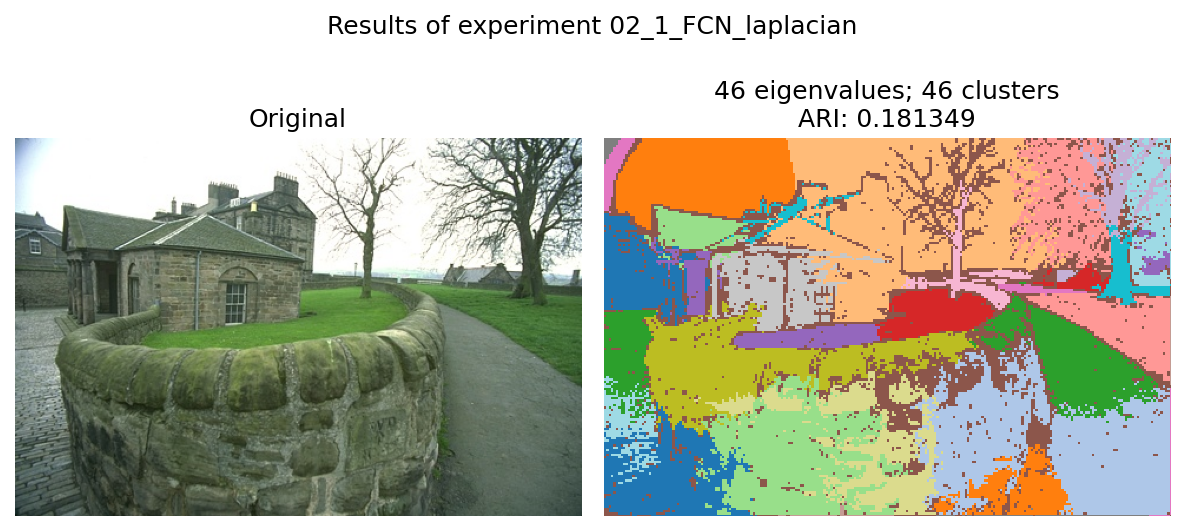 Results of experiment 02_1_FCN_laplacian
Original
46 eigenvalues; 46 clusters
ARI: 0.181349